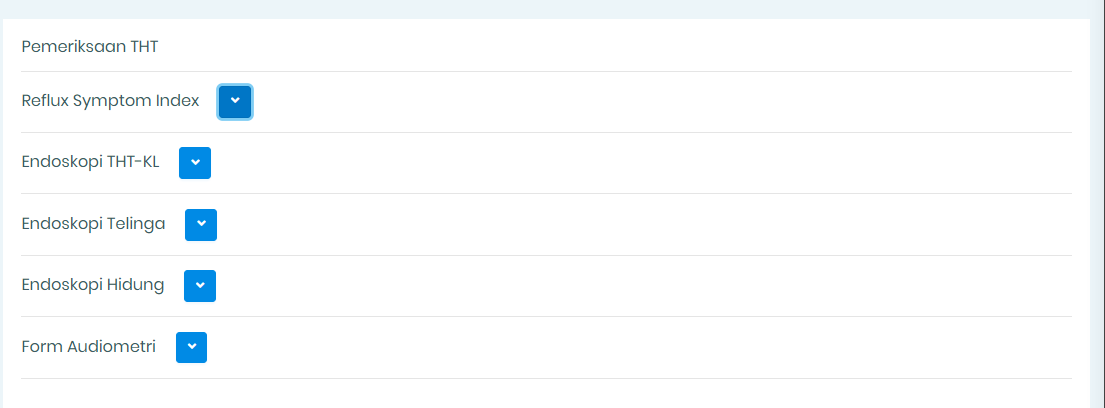 Pemeriksaan THT
Reflux Symptom Index
Endoskopi THT-KL
Endoskopi Telinga
Endoskopi Hidung
Form Audiometri